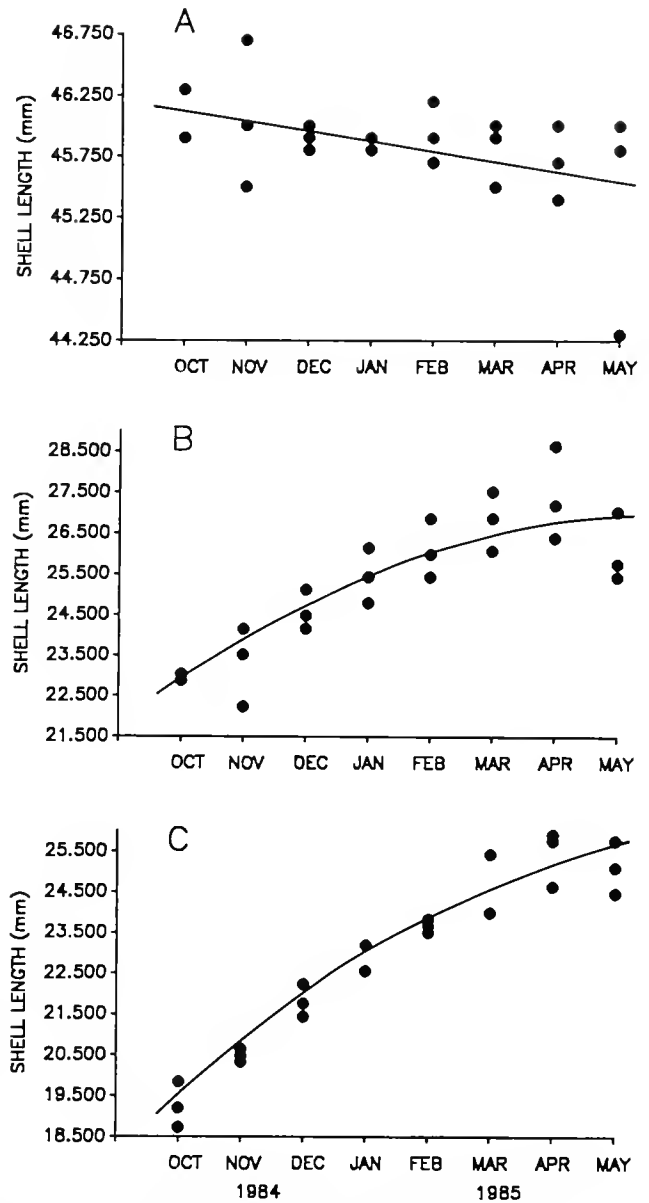 A
SHELL LENGTH (mm)
46.750
46.250
45.750
45.250
44.750
44.250
OCT NOV DEC JAN FEB MAR APR MAY
B
SHELL LENGTH (mm)
28.500
27.500
26.500
25.500
24.500
23.500
22.500
21.500
OCT NOV DEC JAN FEB MAR APR MAY
C
SHELL LENGTH (mm)
25.500
24.500
23.500
22.500
21.500
20.500
19.500
18.500
OCT NOV DEC JAN FEB MAR APR MAY
1984 1985